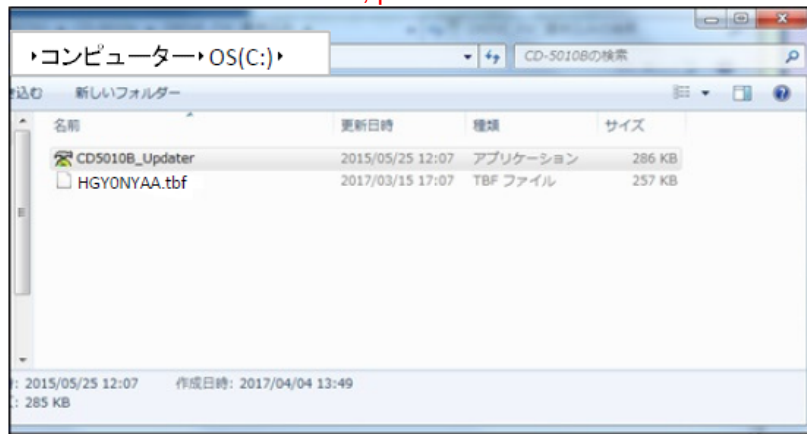 ▸コンピューター▸OS(C:)▸
CD-5010Bの検索
込む 新しいフォルダー
名前 更新日時 種類 サイズ
CD5010B_Updater 2015/05/25 12:07 アプリケーション 286 KB
HGY0NYAA.tbf 2017/03/15 17:07 TBF ファイル 257 KB
: 2015/05/25 12:07 作成日時: 2017/04/04 13:49
: 285 KB